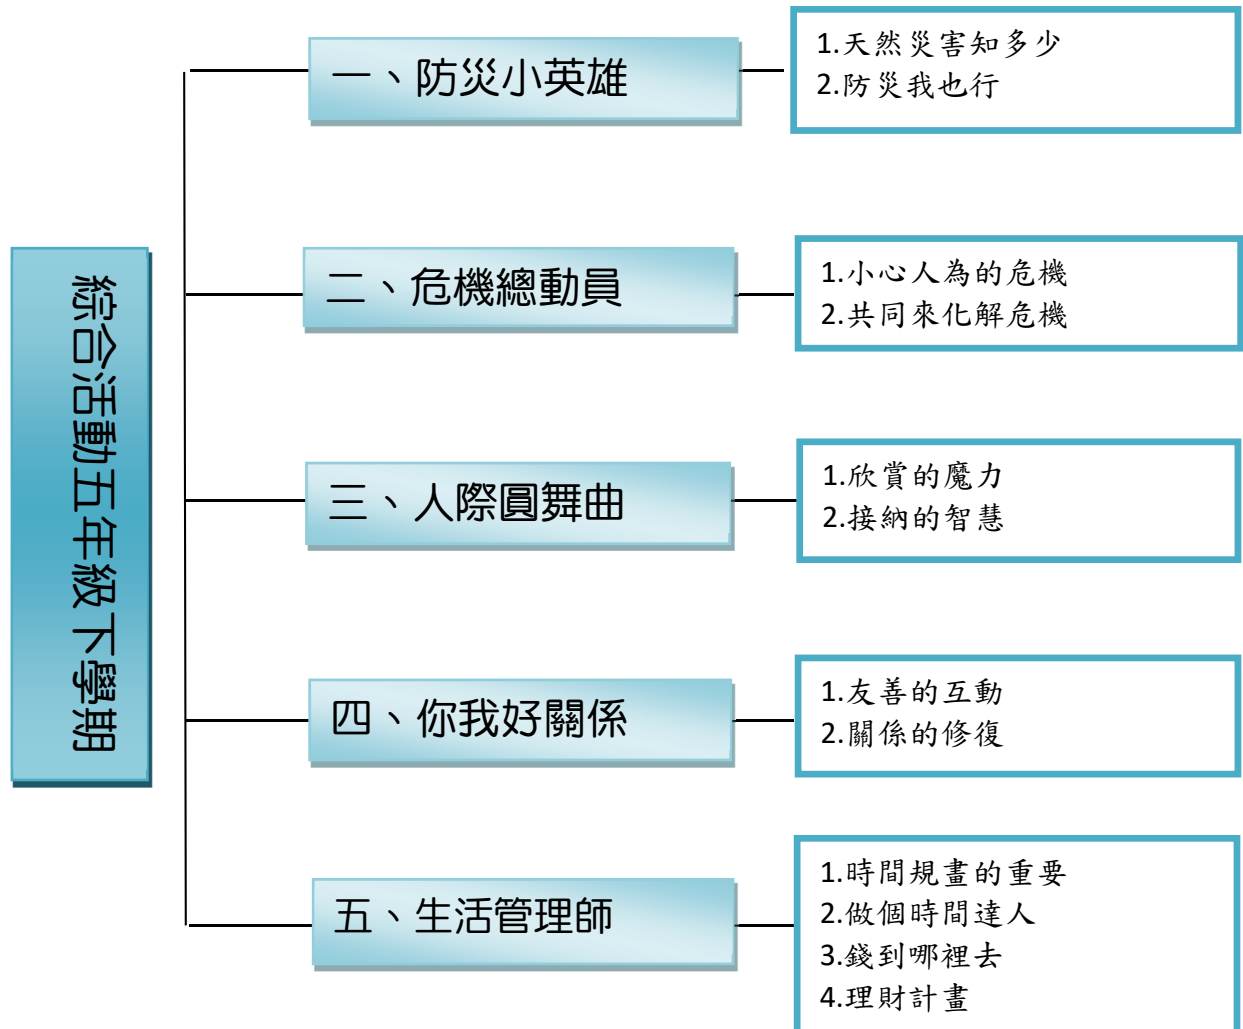 綜合活動五年級下學期
一、防災小英雄
1.天然災害知多少
2.防災我也行
二、危機總動員
1.小心人為的危機
2.共同來化解危機
三、人際圓舞曲
1.欣賞的魔力
2.接納的智慧
四、你我好關係
1.友善的互動
2.關係的修復
五、生活管理師
1.時間規畫的重要
2.做個時間達人
3.錢到哪裡去
4.理財計畫